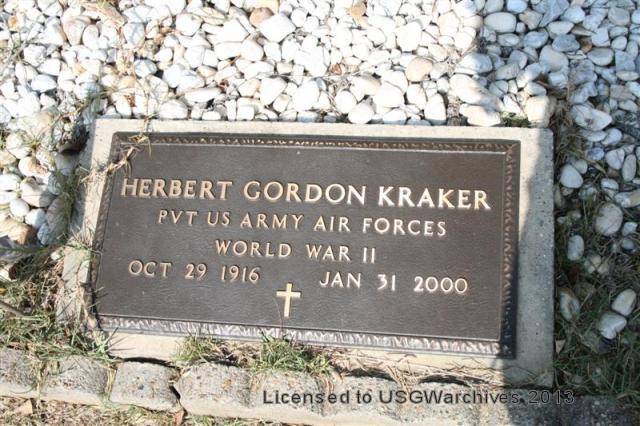 HERBERT GORDON KRAKER
PVT US ARMY AIR FORCES
WORLD WAR II
OCT 29 1916 JAN 31 2000
Licensed to USGWarchives 2013